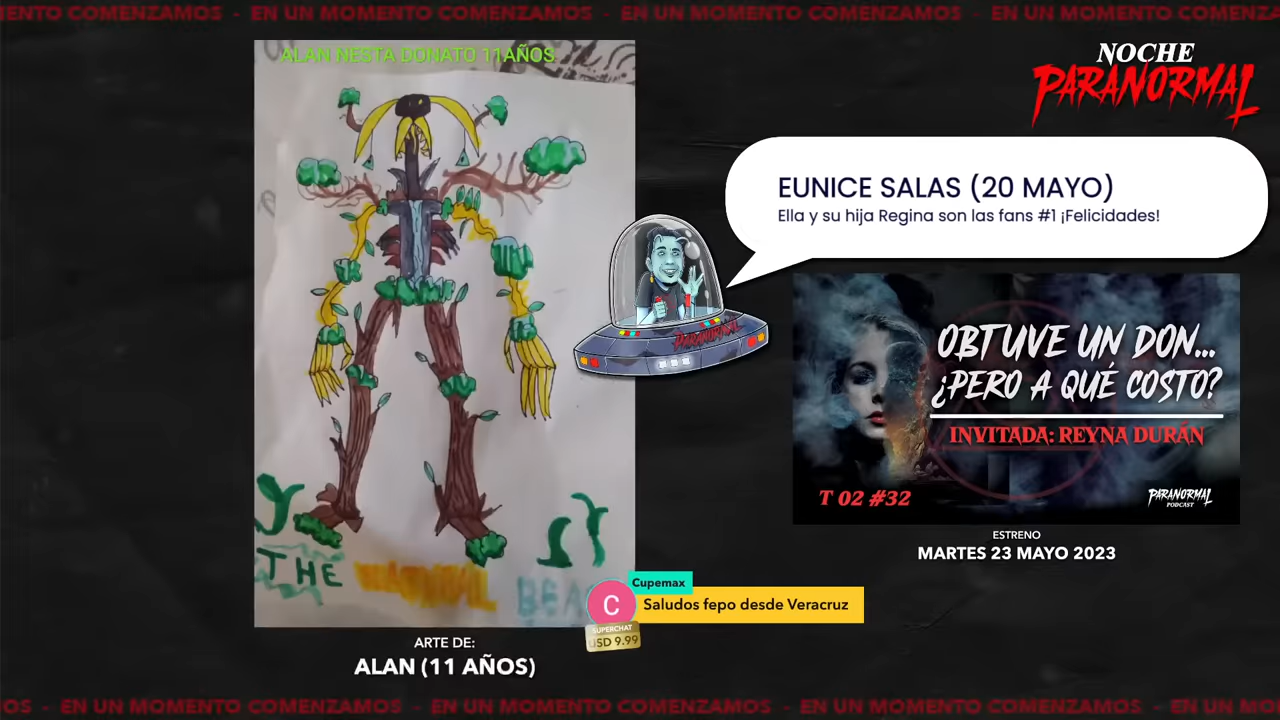 EN UN MOMENTO COMENZAMOS - EN UN MOMENTO COMENZAMOS - EN UN MOMENTO COMENZAMOS
ALAN NESTA DONATO 11AÑOS
NOCHE
PARANORMAL
EUNICE SALAS (20 MAYO)
Ella y su hija Regina son las fans #1 ¡Felicidades!
PARANORMAL
OBTUVE UN DON...
¿PERO A QUÉ COSTO?
INVITADA: REYNA DURÁN
T 02 #32
PARANORMAL
PODCAST
ESTRENO
MARTES 23 MAYO 2023
THE
Cupemax
C
Saludos fepo desde Veracruz
SUPERCHAT
USD 9.99
ARTE DE:
ALAN (11 AÑOS)
- EN UN MOMENTO COMENZAMOS - EN UN MOMENTO COMENZAMOS - EN UN MOMENTO COMENZAMOS -